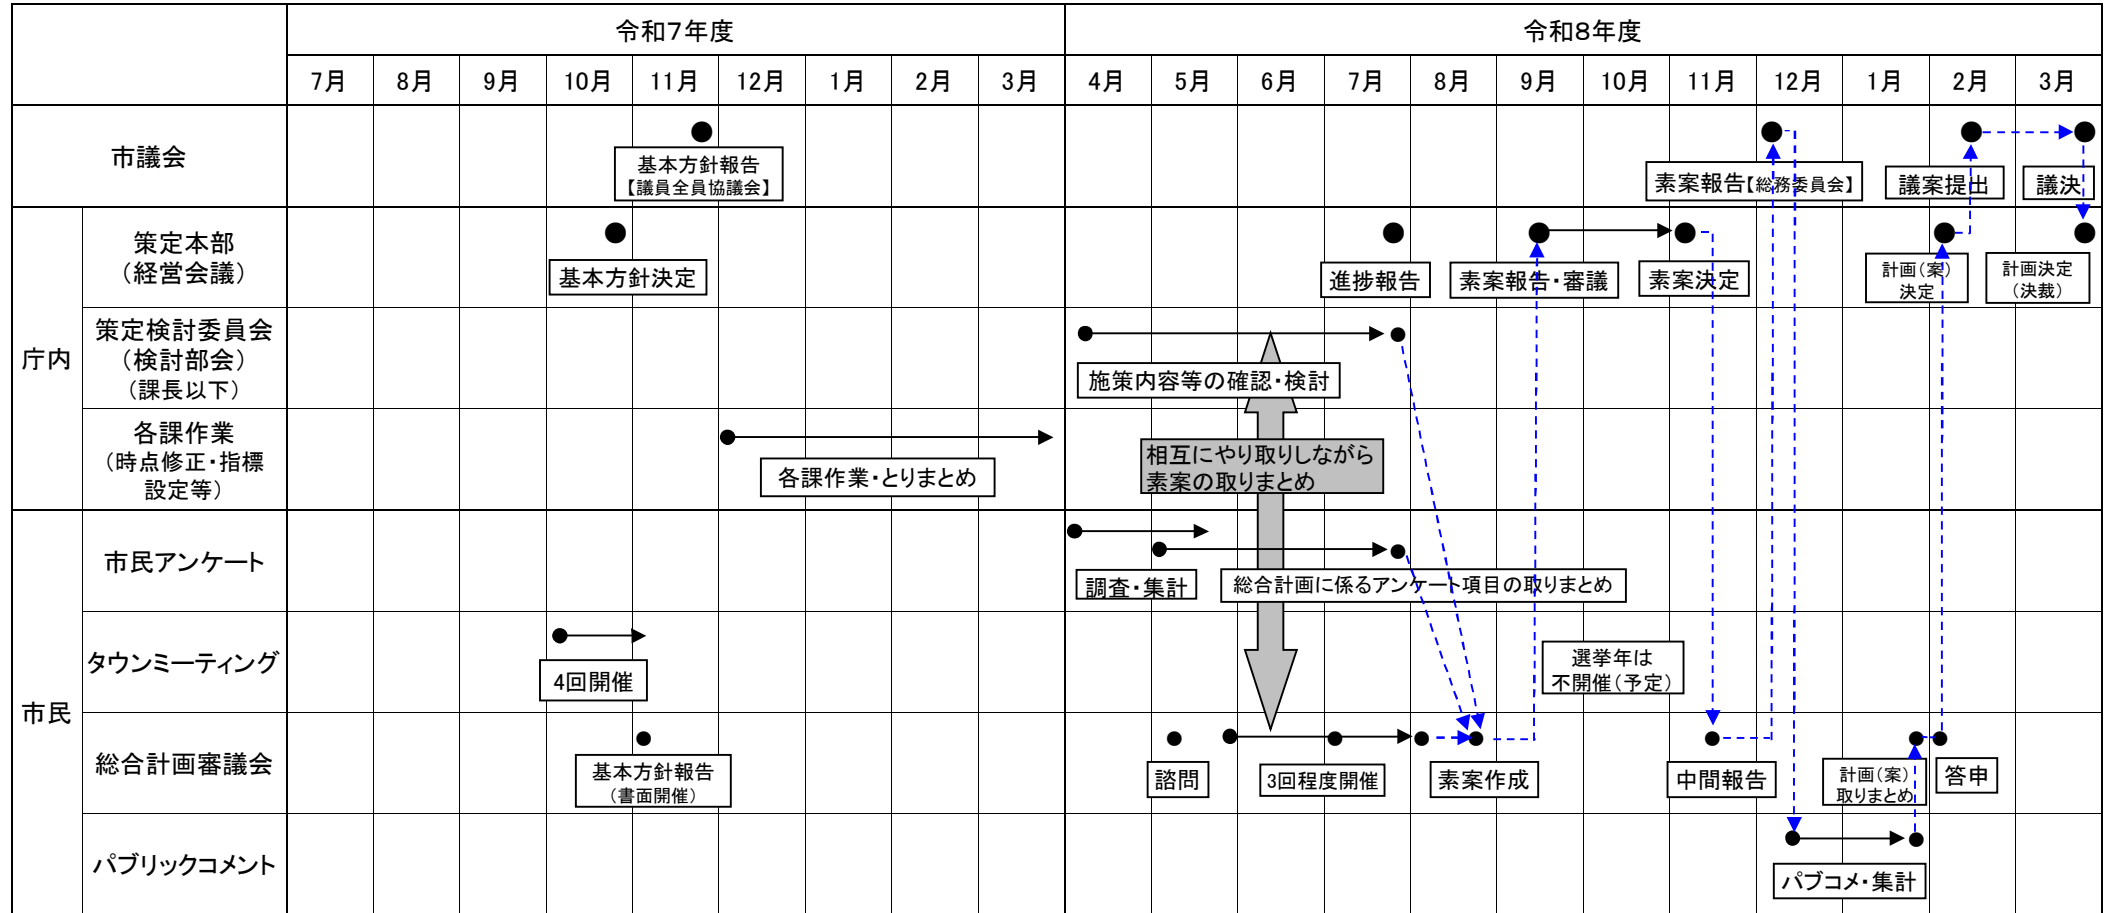 令和7年度
令和8年度
7月 8月 9月 10月 11月 12月 1月 2月 3月 4月 5月 6月 7月 8月 9月 10月 11月 12月 1月 2月 3月
市議会
基本方針報告
【議員全員協議会】
素案報告【総務委員会】
議案提出
議決
庁内
策定本部
（経営会議）
基本方針決定
進捗報告
素案報告・審議
素案決定
計画（案）
決定
計画決定
（決裁）
策定検討委員会
（検討部会）
（課長以下）
施策内容等の確認・検討
各課作業
（時点修正・指標
設定等）
各課作業・とりまとめ
相互にやり取りしながら
素案の取りまとめ
市民
市民アンケート
調査・集計
総合計画に係るアンケート項目の取りまとめ
タウンミーティング
4回開催
選挙年は
不開催（予定）
総合計画審議会
基本方針報告
（書面開催）
諮問
3回程度開催
素案作成
中間報告
計画（案）
取りまとめ
答申
パブリックコメント
パブコメ・集計